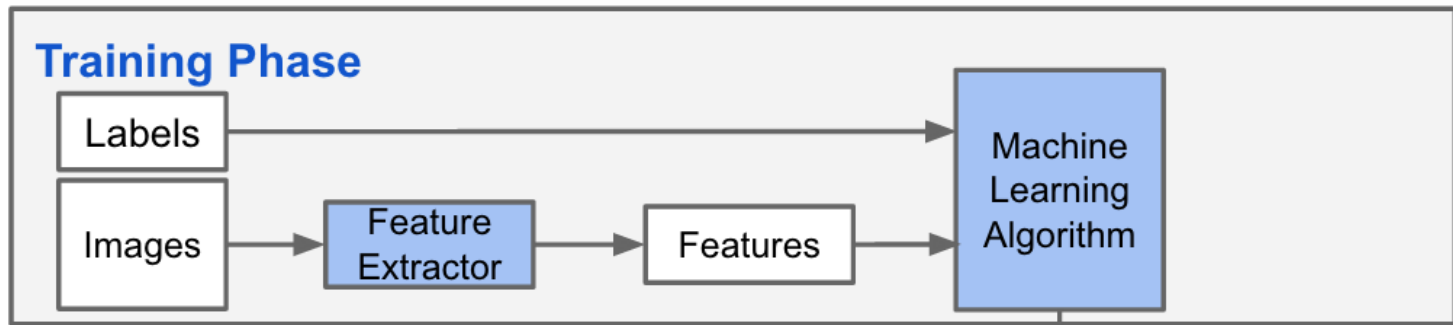 Training Phase
Labels
Images
Feature
Extractor
Features
Machine
Learning
Algorithm